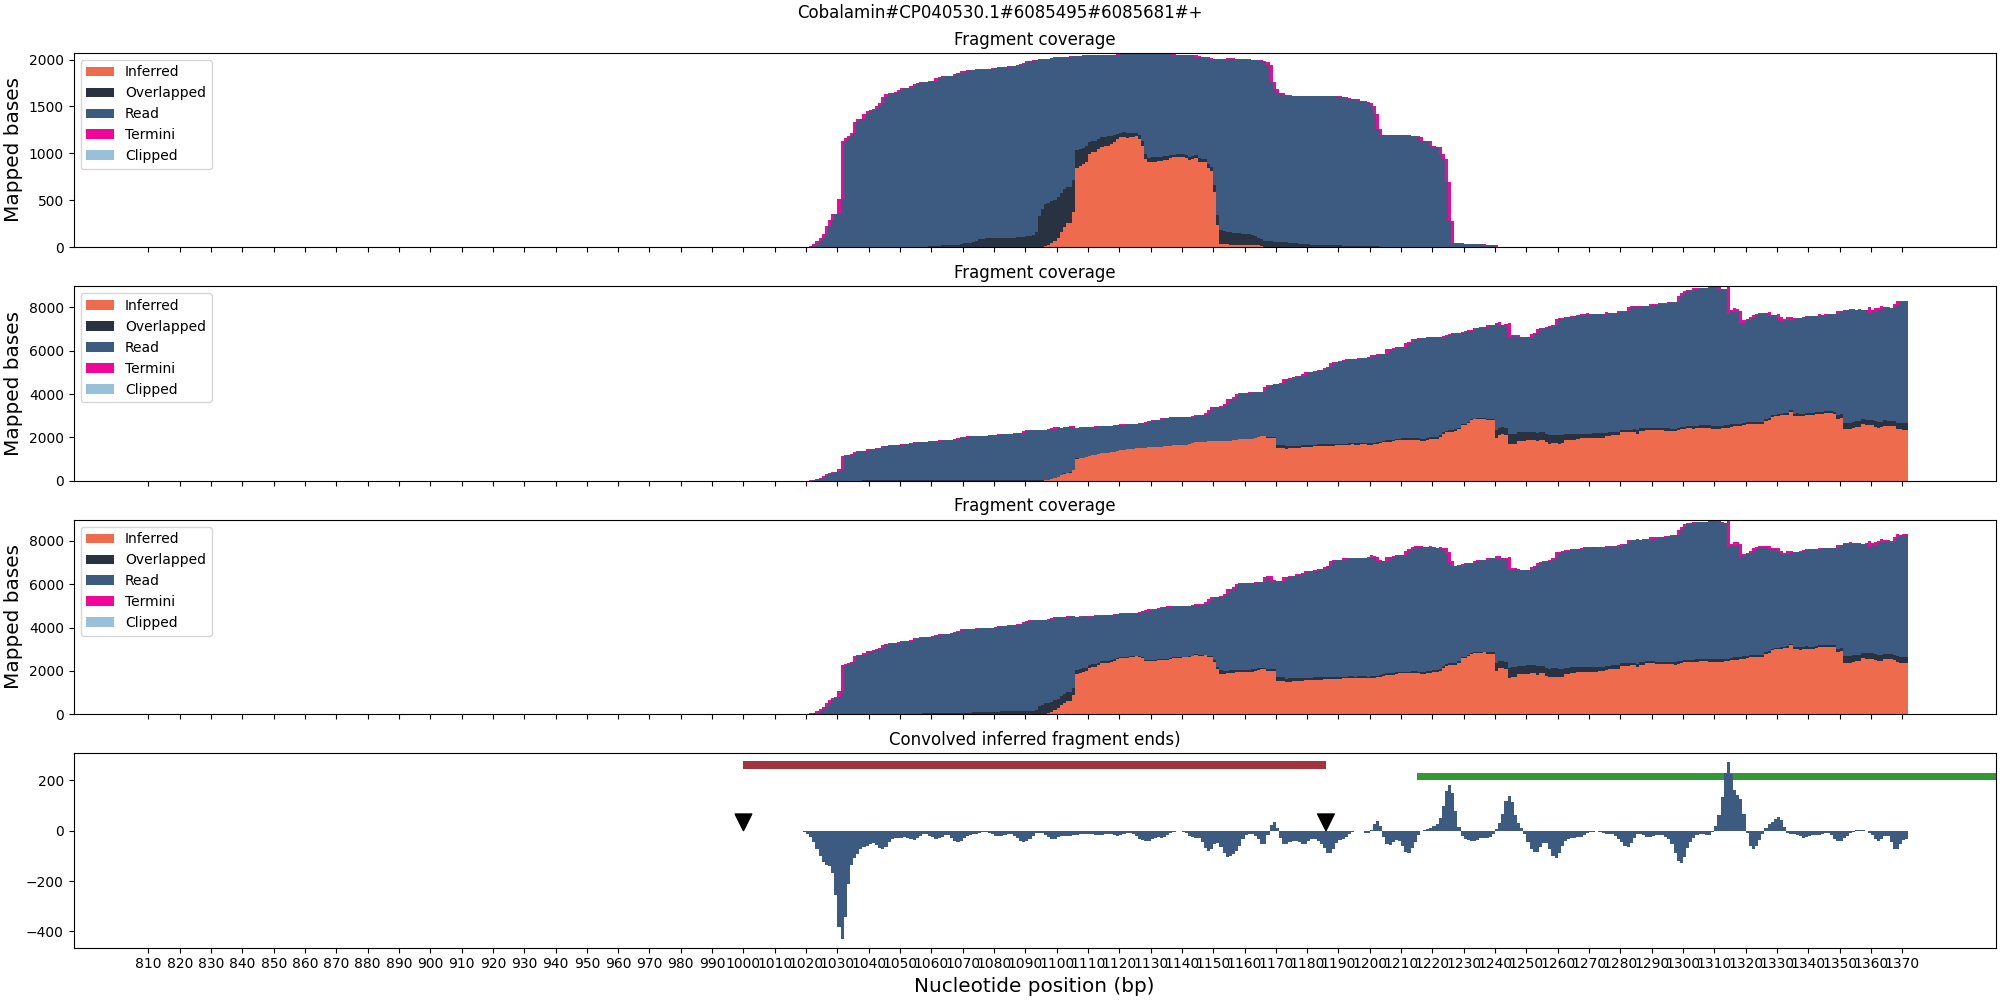 Cobalamin#CP040530.1#6085495#6085681#+
Fragment coverage
Mapped bases
2000
1500
1000
500
0
Inferred
Overlapped
Read
Termini
Clipped
Fragment coverage
Mapped bases
8000
6000
4000
2000
0
Inferred
Overlapped
Read
Termini
Clipped
Fragment coverage
Mapped bases
8000
6000
4000
2000
0
Inferred
Overlapped
Read
Termini
Clipped
Convolved inferred fragment ends)
200
0
−200
−400
810 820 830 840 850 860 870 880 890 900 910 920 930 940 950 960 970 980 990 1000 1010 1020 1030 1040 1050 1060 1070 1080 1090 1100 1110 1120 1130 1140 1150 1160 1170 1180 1190 1200 1210 1220 1230 1240 1250 1260 1270 1280 1290 1300 1310 1320 1330 1340 1350 1360 1370
Nucleotide position (bp)